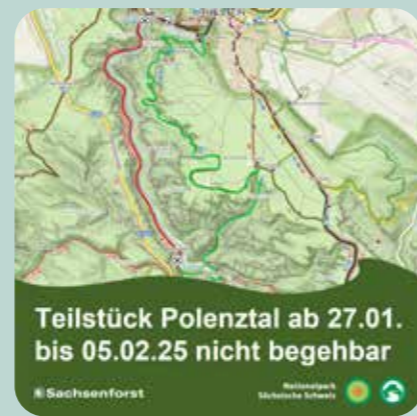 Teilstück Polenztal ab 27.01.
bis 05.02.25 nicht begehbar
Sachsenforst
Nationalpark
Sächsische Schweiz